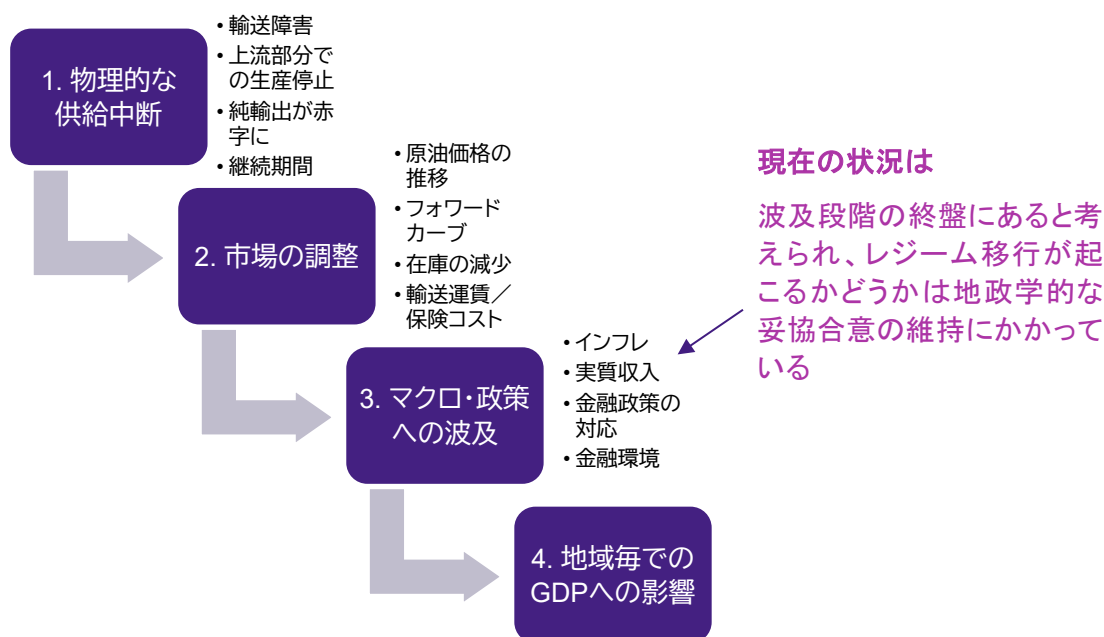 1. 物理的な
供給中断
• 輸送障害
• 上流部分で
の生産停止
• 純輸出が赤
字に
• 継続期間
2. 市場の調整
• 原油価格の
推移
• フォワード
カーブ
• 在庫の減少
• 輸送運賃／
保険コスト
3. マクロ・政策
への波及
• インフレ
• 実質収入
• 金融政策の
対応
• 金融環境
4. 地域毎での
GDPへの影響
現在の状況は
波及段階の終盤にあると考
えられ、レジーム移行が起
こるかどうかは地政学的な
妥協合意の維持にかかって
いる